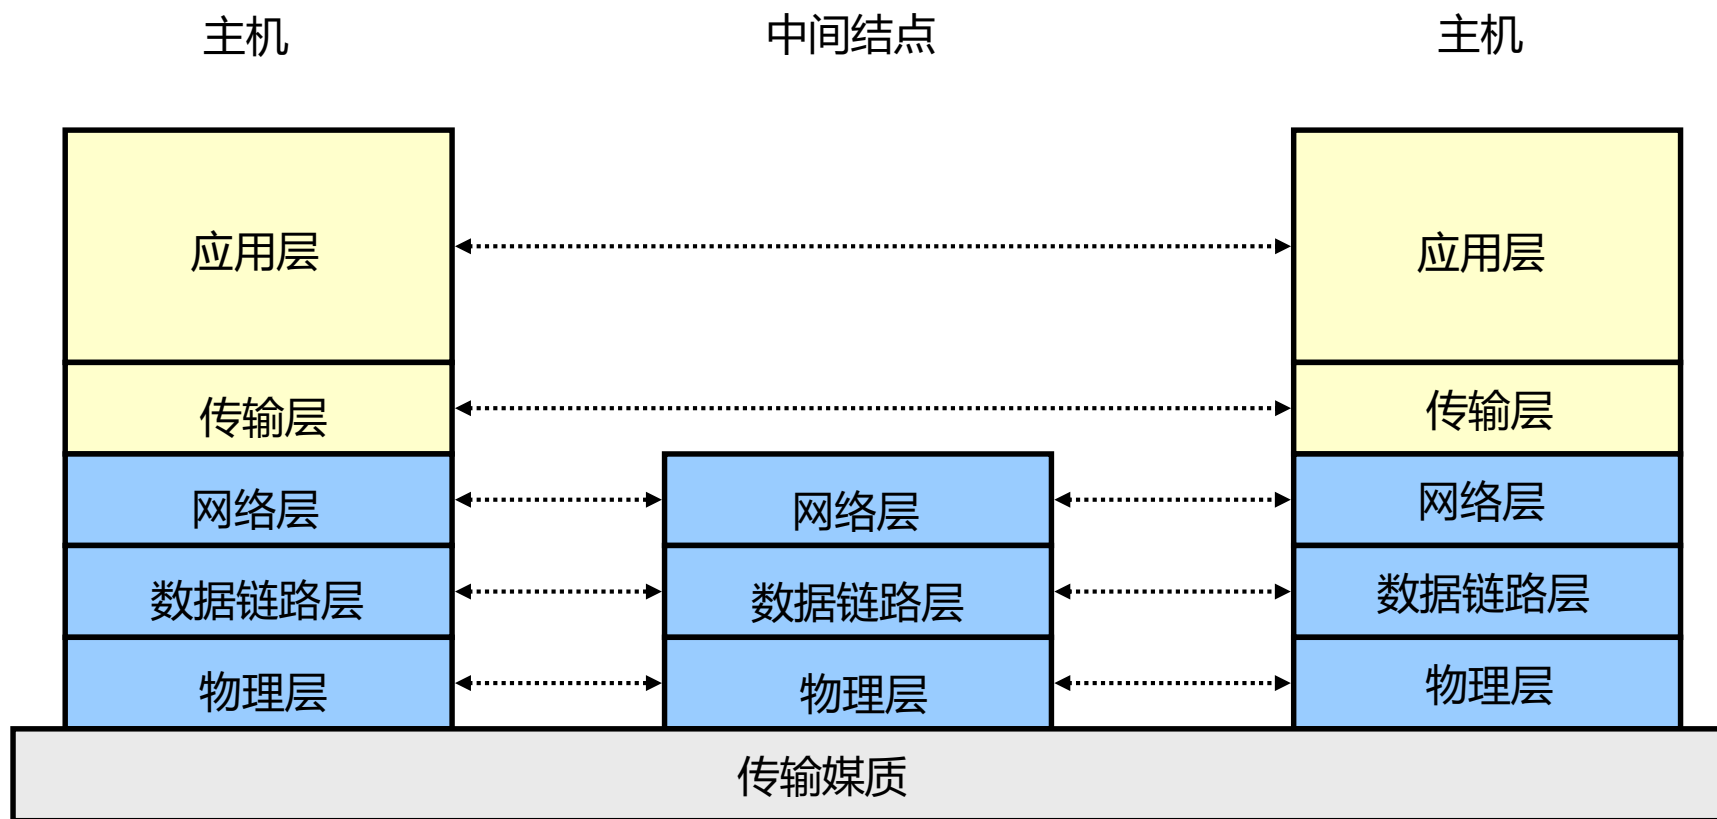 主机
中间结点
主机
应用层
应用层
传输层
传输层
网络层
网络层
网络层
数据链路层
数据链路层
数据链路层
物理层
物理层
物理层
传输媒质